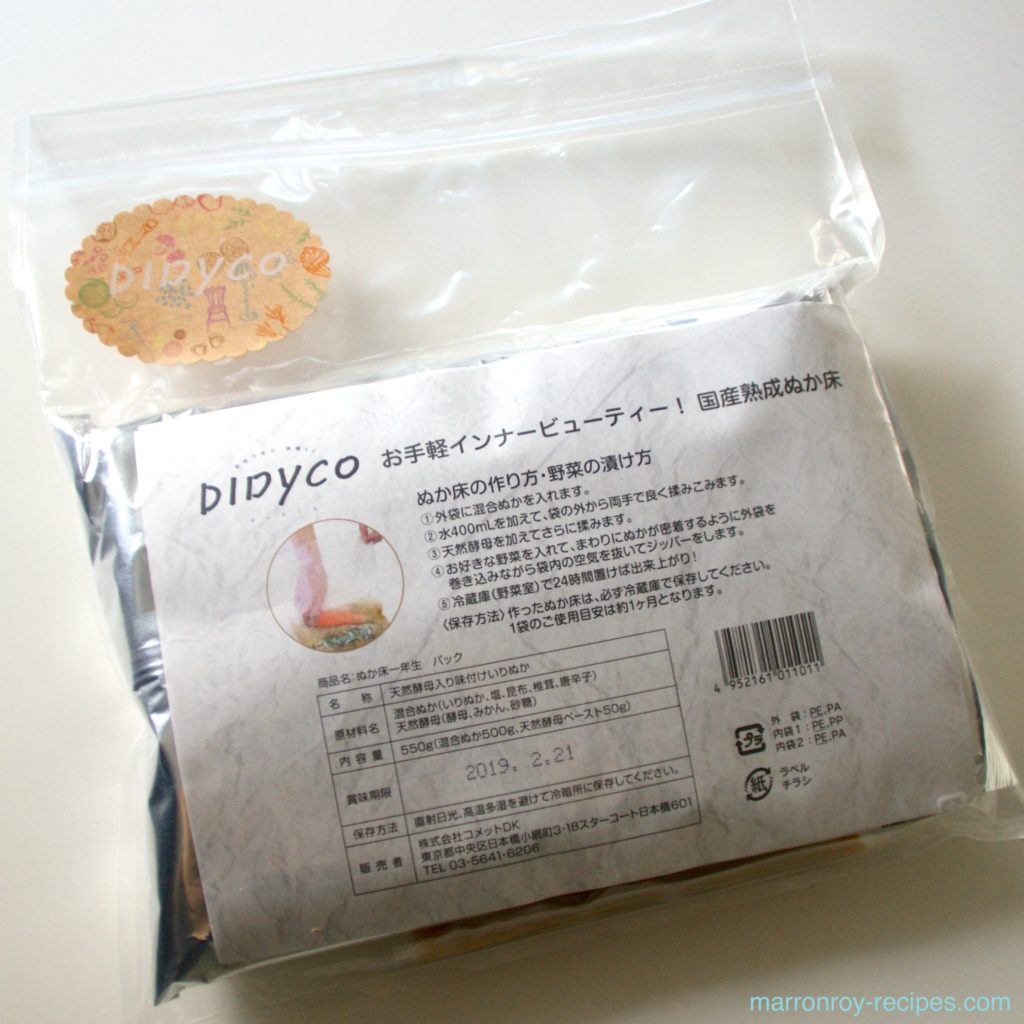 DIDYCO
DIDYCO
お手軽インナービューティー！ 国産熟成ぬか床
ぬか床の作り方・野菜の漬け方
①外袋に混合ぬかを入れます。
②水400mLを加えて、袋の外から両手で良く揉みこみます。
③天然酵母を加えてさらに揉みます。
④お好きな野菜を入れて、まわりにぬかが密着するように外袋を
巻き込みながら袋内の空気を抜いてジッパーをします。
⑤冷蔵庫（野菜室）で24時間置けば出来上がり！
〈保存方法〉作ったぬか床は、必ず冷蔵庫で保存してください。
1袋のご使用目安は約1ヶ月となります。
商品名：ぬか床一年生 パック
名 称 天然酵母入り味付けいりぬか
原材料名 混合ぬか（いりぬか、塩、昆布、椎茸、唐辛子）
天然酵母（酵母、みかん、砂糖）
内容量 550g（混合ぬか500g、天然酵母ペースト50g）
賞味期限 2019. 2.21
保存方法 直射日光、高温多湿を避けて冷暗所に保存してください。
販売者 株式会社コメットDK
東京都中央区日本橋小網町3-18スターコート日本橋601
TEL 03-5641-6206
4 952161 011011
プラ
外 袋：PE,PA
内袋1：PE,PP
内袋2：PE,PA
紙
ラベル
チラシ
marronroy-recipes.com